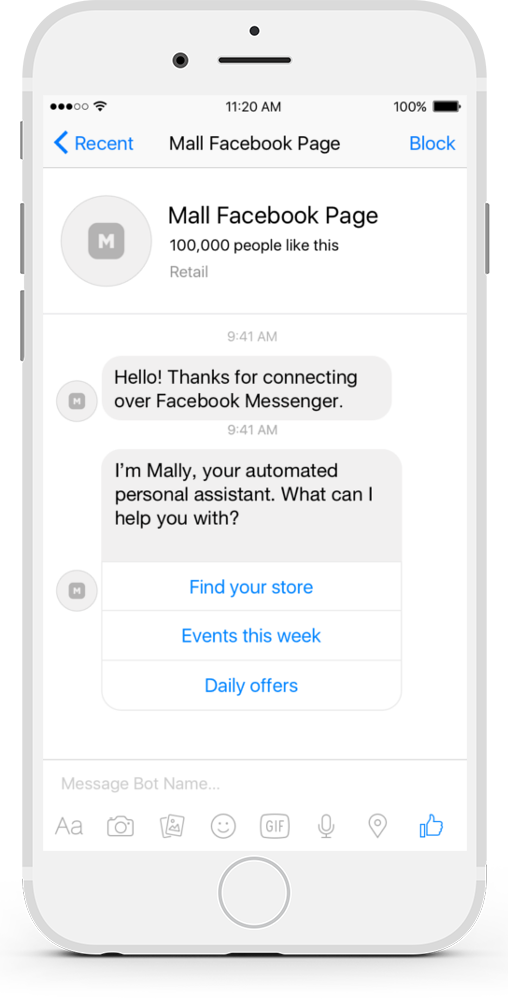 11:20 AM 100%
Recent Mall Facebook Page Block
M
Mall Facebook Page
100,000 people like this
Retail
9:41 AM
Hello! Thanks for connecting
over Facebook Messenger.
M
9:41 AM
I’m Mally, your automated
personal assistant. What can I
help you with?
M
Find your store
Events this week
Daily offers
Message Bot Name...
Aa GIF